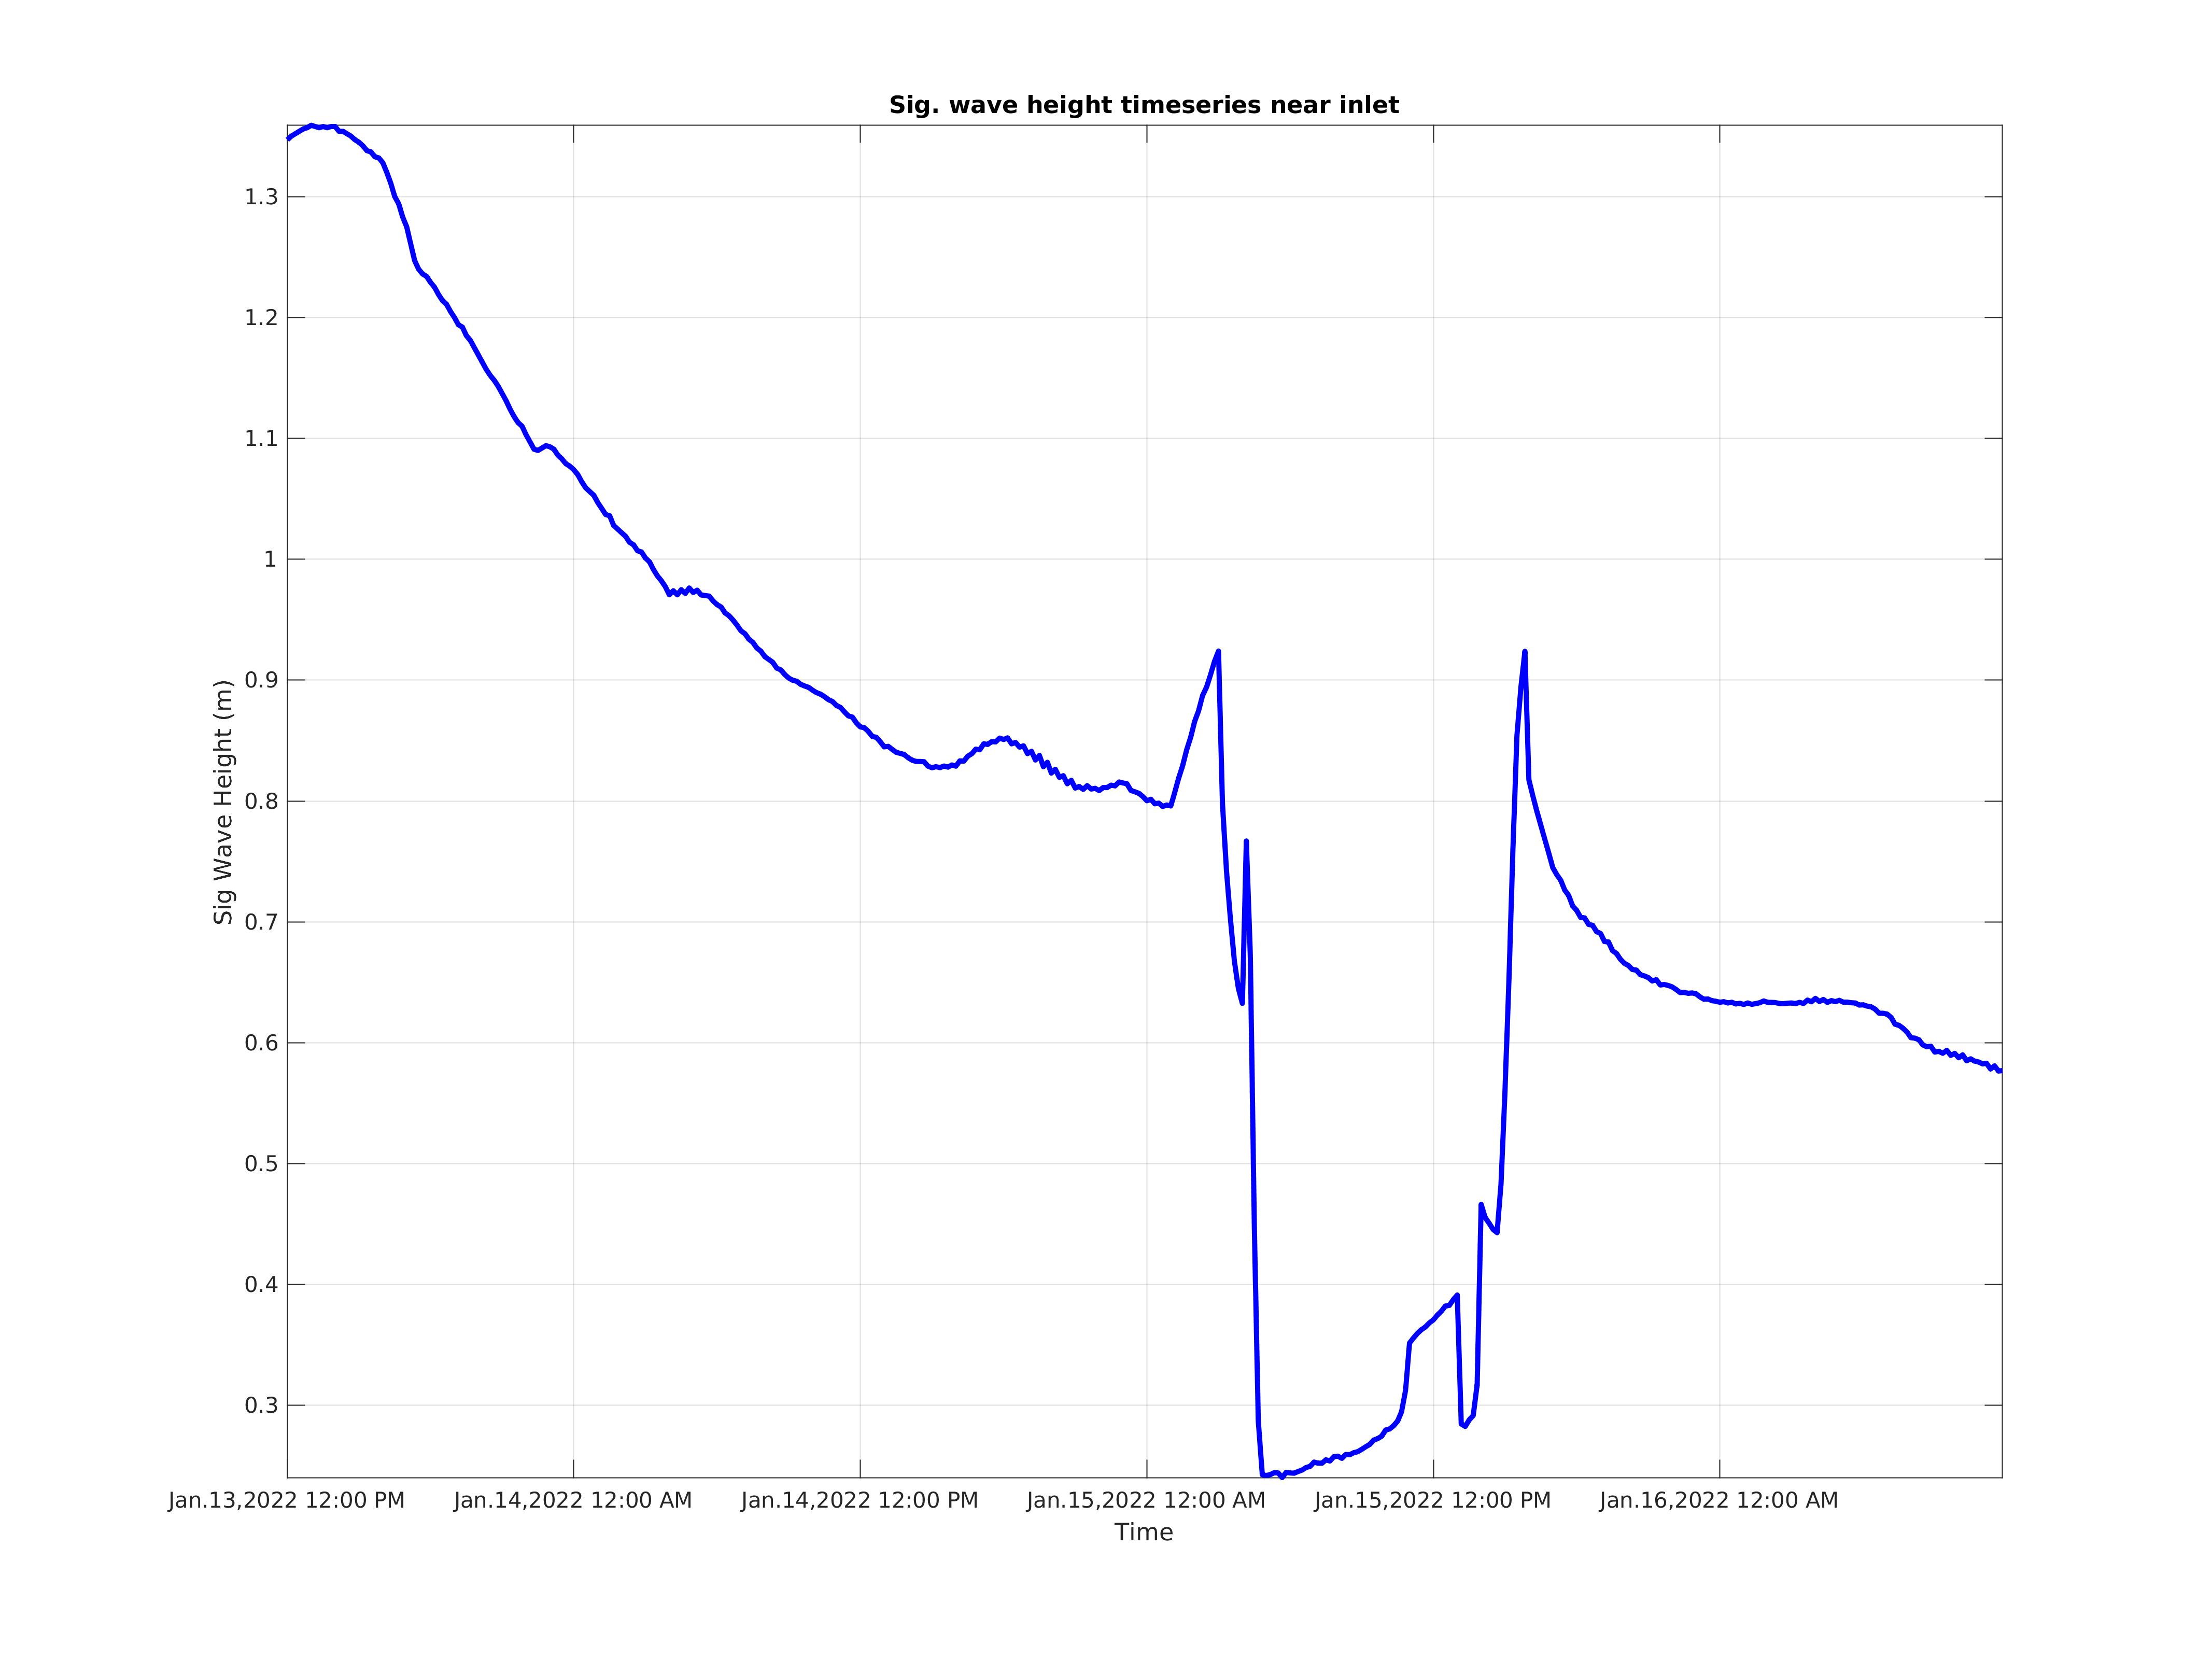 Sig. wave height timeseries near inlet
1.3
1.2
1.1
1
0.9
0.8
0.7
0.6
0.5
0.4
0.3
Sig Wave Height (m)
Jan.13,2022 12:00 PM
Jan.14,2022 12:00 AM
Jan.14,2022 12:00 PM
Jan.15,2022 12:00 AM
Jan.15,2022 12:00 PM
Jan.16,2022 12:00 AM
Time